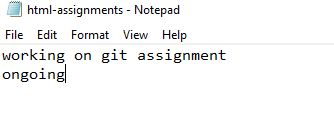 html-assignments - Notepad
File Edit Format View Help
working on git assignment
ongoing